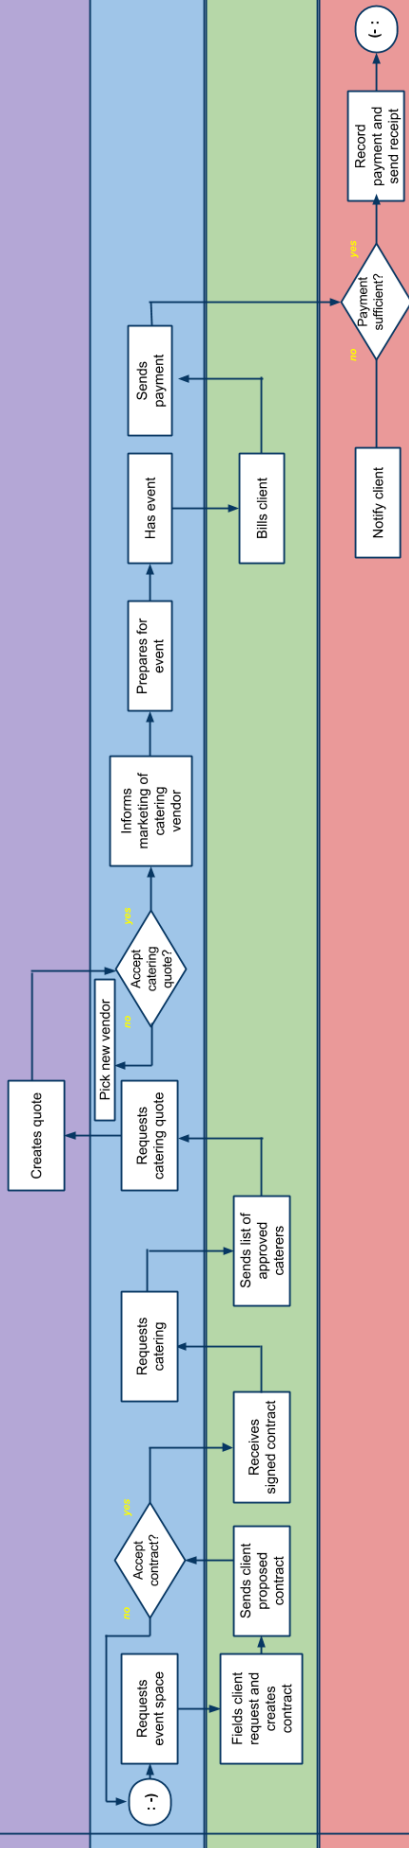 : -)
Requests
event space
Fields client
request and
creates
contract
Sends client
proposed
contract
no
Accept
contract?
yes
Receives
signed contract
Requests
catering
Sends list of
approved
caterers
Requests
catering quote
Creates quote
Pick new vendor
no
Accept
catering
quote?
yes
Informs
marketing of
catering
vendor
Prepares for
event
Has event
Bills client
Sends
payment
Notify client
no
Payment
sufficient?
yes
Record
payment and
send receipt
(- :